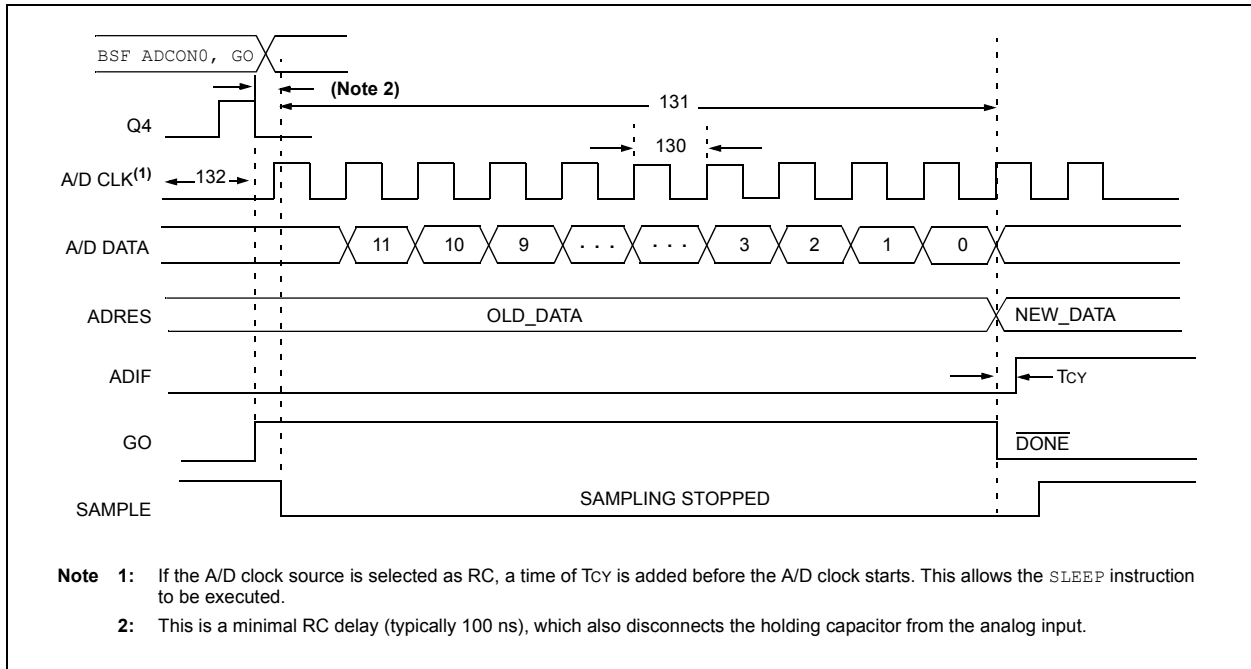 BSF ADCON0, GO
(Note 2)
131
Q4
130
A/D CLK(1)
132
A/D DATA
11 10 9 . . . . . . 3 2 1 0
ADRES
OLD_DATA
NEW_DATA
ADIF
TCY
GO
DONE
SAMPLE
SAMPLING STOPPED
Note 1: If the A/D clock source is selected as RC, a time of TCY is added before the A/D clock starts. This allows the SLEEP instruction
to be executed.
2: This is a minimal RC delay (typically 100 ns), which also disconnects the holding capacitor from the analog input.